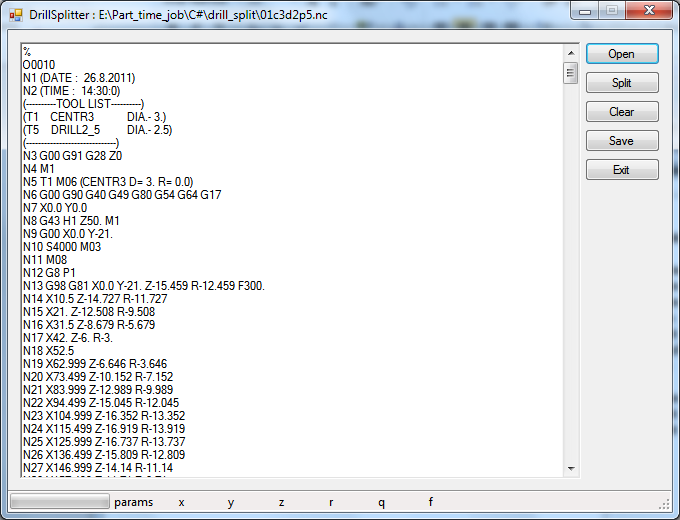 DrillSplitter : E:\Part_time_job\C#\drill_split\01c3d2p5.nc
%
O0010
N1 (DATE :  26.8.2011)
N2 (TIME :  14:30:0)
(----------TOOL LIST----------)
(T1    CENTR3           DIA.- 3.)
(T5    DRILL2_5         DIA.- 2.5)
(------------------------------)
N3 G00 G91 G28 Z0
N4 M1
N5 T1 M06 (CENTR3 D= 3. R= 0.0)
N6 G00 G90 G40 G49 G80 G54 G64 G17
N7 X0.0 Y0.0
N8 G43 H1 Z50. M1
N9 G00 X0.0 Y-21.
N10 S4000 M03
N11 M08
N12 G8 P1
N13 G98 G81 X0.0 Y-21. Z-15.459 R-12.459 F300.
N14 X10.5 Z-14.727 R-11.727
N15 X21. Z-12.508 R-9.508
N16 X31.5 Z-8.679 R-5.679
N17 X42. Z-6. R-3.
N18 X52.5
N19 X62.999 Z-6.646 R-3.646
N20 X73.499 Z-10.152 R-7.152
N21 X83.999 Z-12.989 R-9.989
N22 X94.499 Z-15.045 R-12.045
N23 X104.999 Z-16.352 R-13.352
N24 X115.499 Z-16.919 R-13.919
N25 X125.999 Z-16.737 R-13.737
N26 X136.499 Z-15.809 R-12.809
N27 X146.999 Z-14.14 R-11.14
Open
Split
Clear
Save
Exit
params x y z r q f